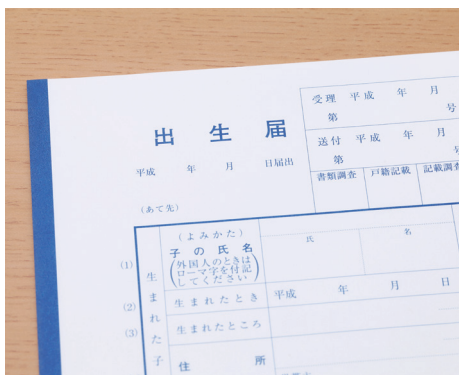 受理 平成 年 月
第 号
出生届
送付 平成 年 月
第 号
平成 年 月 日届出
書類調査 戸籍記載 記載調査
(あて先)
(1)
生まれた子
(よみかた)
子の氏名
(外国人のときは
ローマ字を付記
してください)
氏 名
(2) 生まれたとき 平成 年 月 日
(3) 生まれたところ
住所